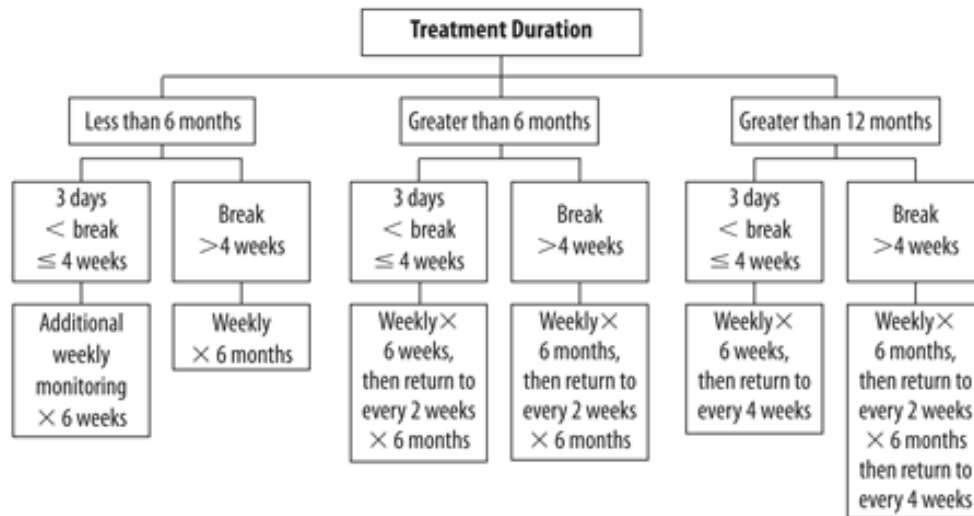 Treatment Duration
Less than 6 months
Greater than 6 months
Greater than 12 months
3 days
< break
≦ 4 weeks
Break
>4 weeks
3 days
< break
≦ 4 weeks
Break
>4 weeks
3 days
< break
≦ 4 weeks
Break
>4 weeks
Additional
weekly
monitoring
× 6 weeks
Weekly
× 6 months
Weekly×
6 weeks,
then return to
every 2 weeks
× 6 months
Weekly×
6 months,
then return to
every 2 weeks
× 6 months
Weekly×
6 weeks,
then return to
every 4 weeks
Weekly×
6 months,
then return to
every 2 weeks
× 6 months
then return to
every 4 weeks